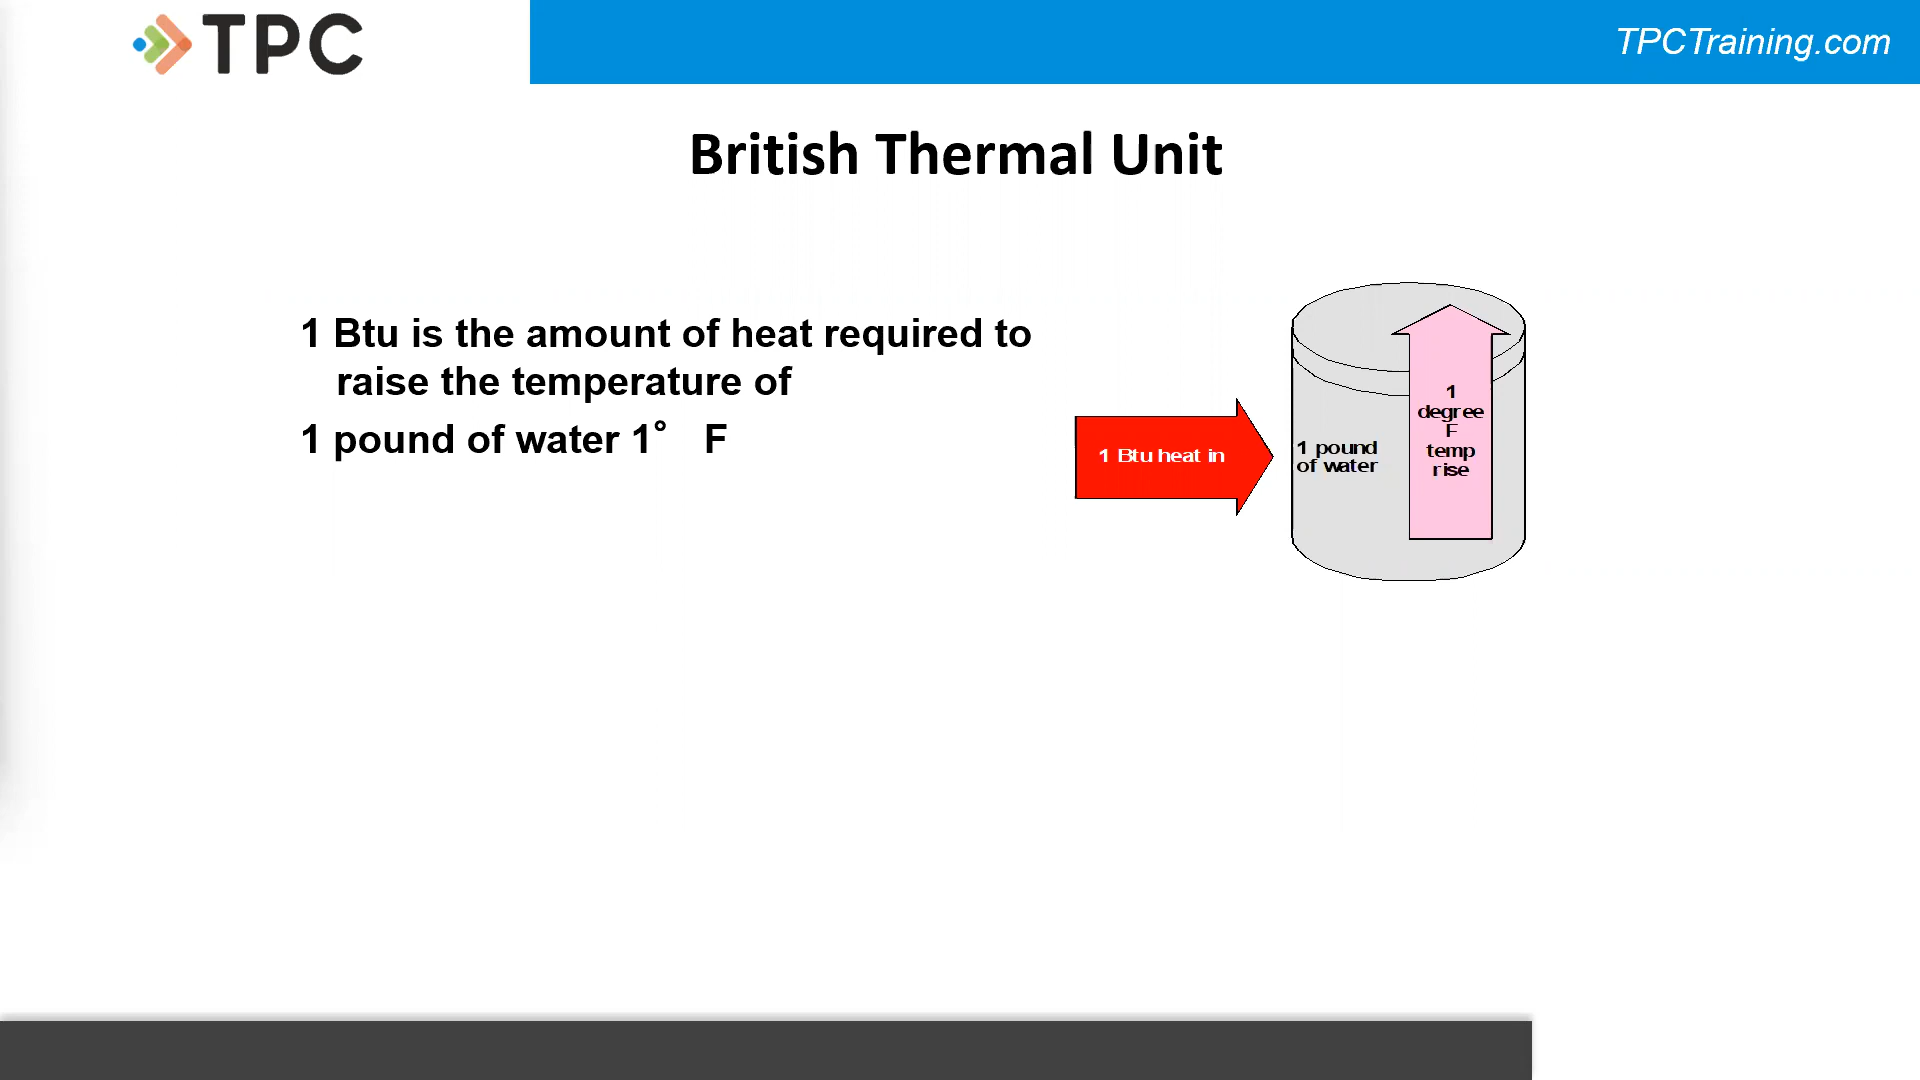 TPC
TPCTraining.com
British Thermal Unit
1 Btu is the amount of heat required to
raise the temperature of
1 pound of water 1° F
1 Btu heat in
1 pound
of water
1
degree
F
temp
rise